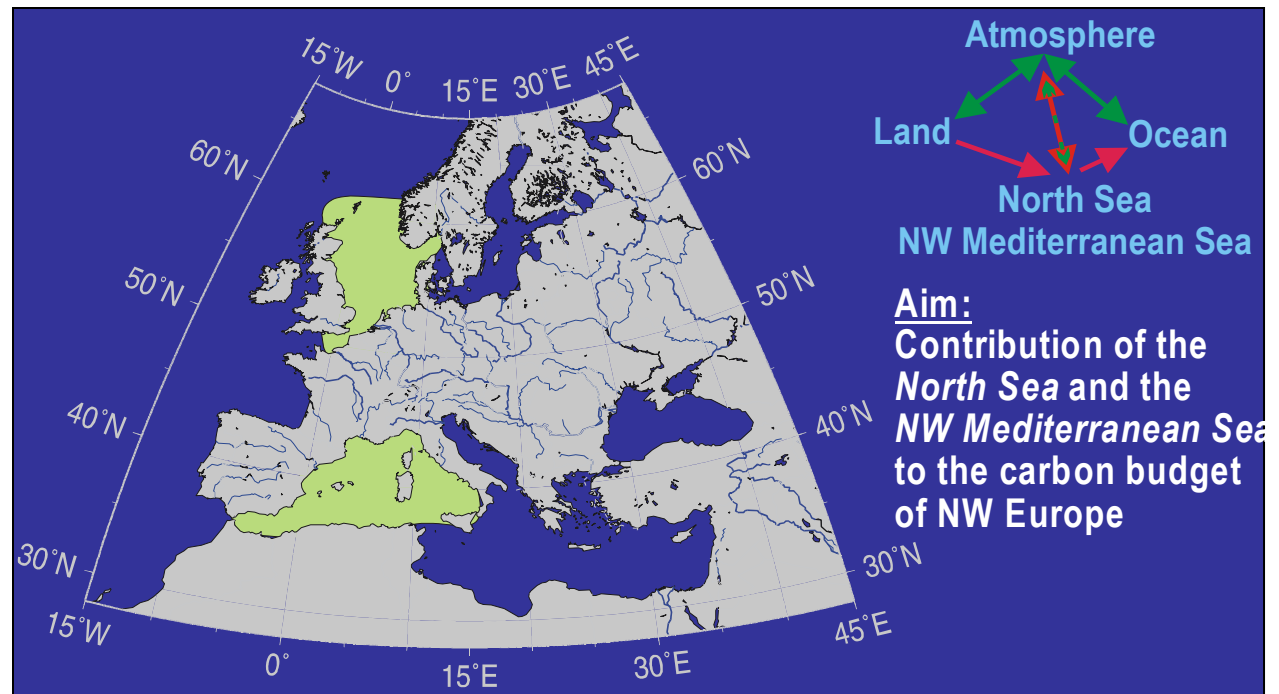 15°W
0°
15°E
30°E
45°E
60°N
50°N
40°N
30°N
60°N
50°N
40°N
30°N
15°W
0°
15°E
30°E
45°E
Atmosphere
Land
Ocean
North Sea
NW Mediterranean Sea
Aim:
Contribution of the
North Sea and the
NW Mediterranean Sea
to the carbon budget
of NW Europe